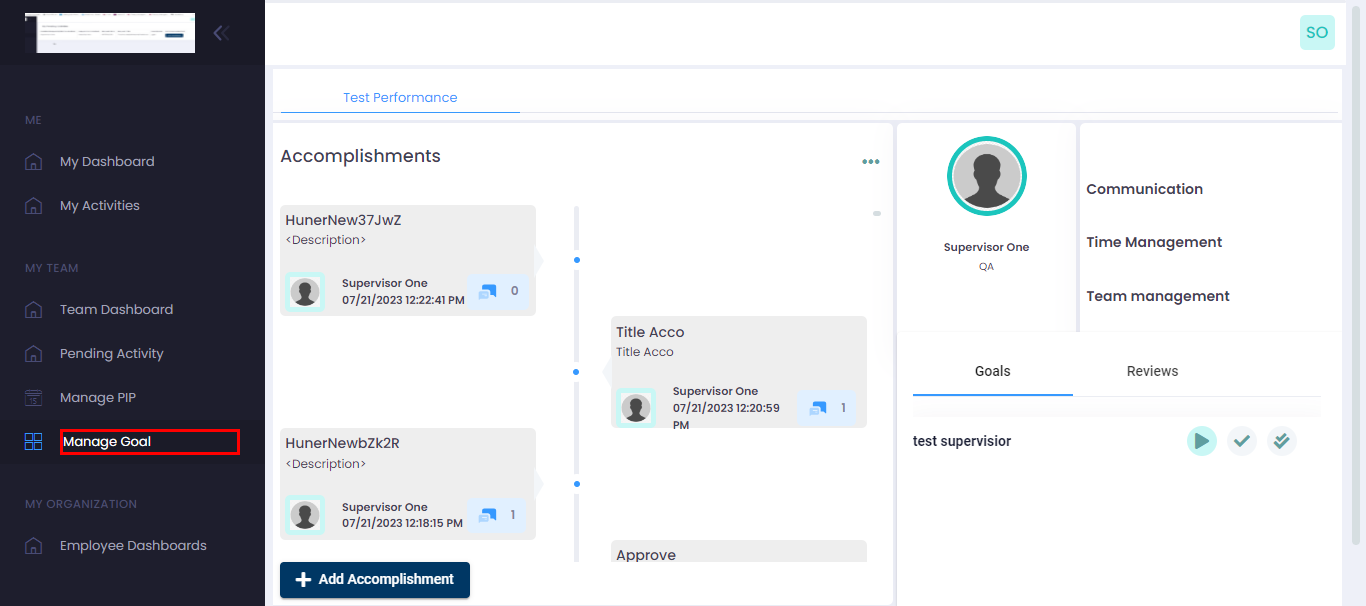 SO
ME
My Dashboard
My Activities
MY TEAM
Team Dashboard
Pending Activity
15
Manage PIP
Manage Goal
MY ORGANIZATION
Employee Dashboards
Test Performance
Accomplishments
HunerNew37JwZ
<Description>
Supervisor One
07/21/2023 12:22:41 PM
0
Title Acco
Title Acco
Supervisor One
07/21/2023 12:20:59
PM
1
HunerNewbZk2R
<Description>
Supervisor One
07/21/2023 12:18:15 PM
1
Approve
Add Accomplishment
Supervisor One
QA
Communication
Time Management
Team management
Goals
Reviews
test supervisior